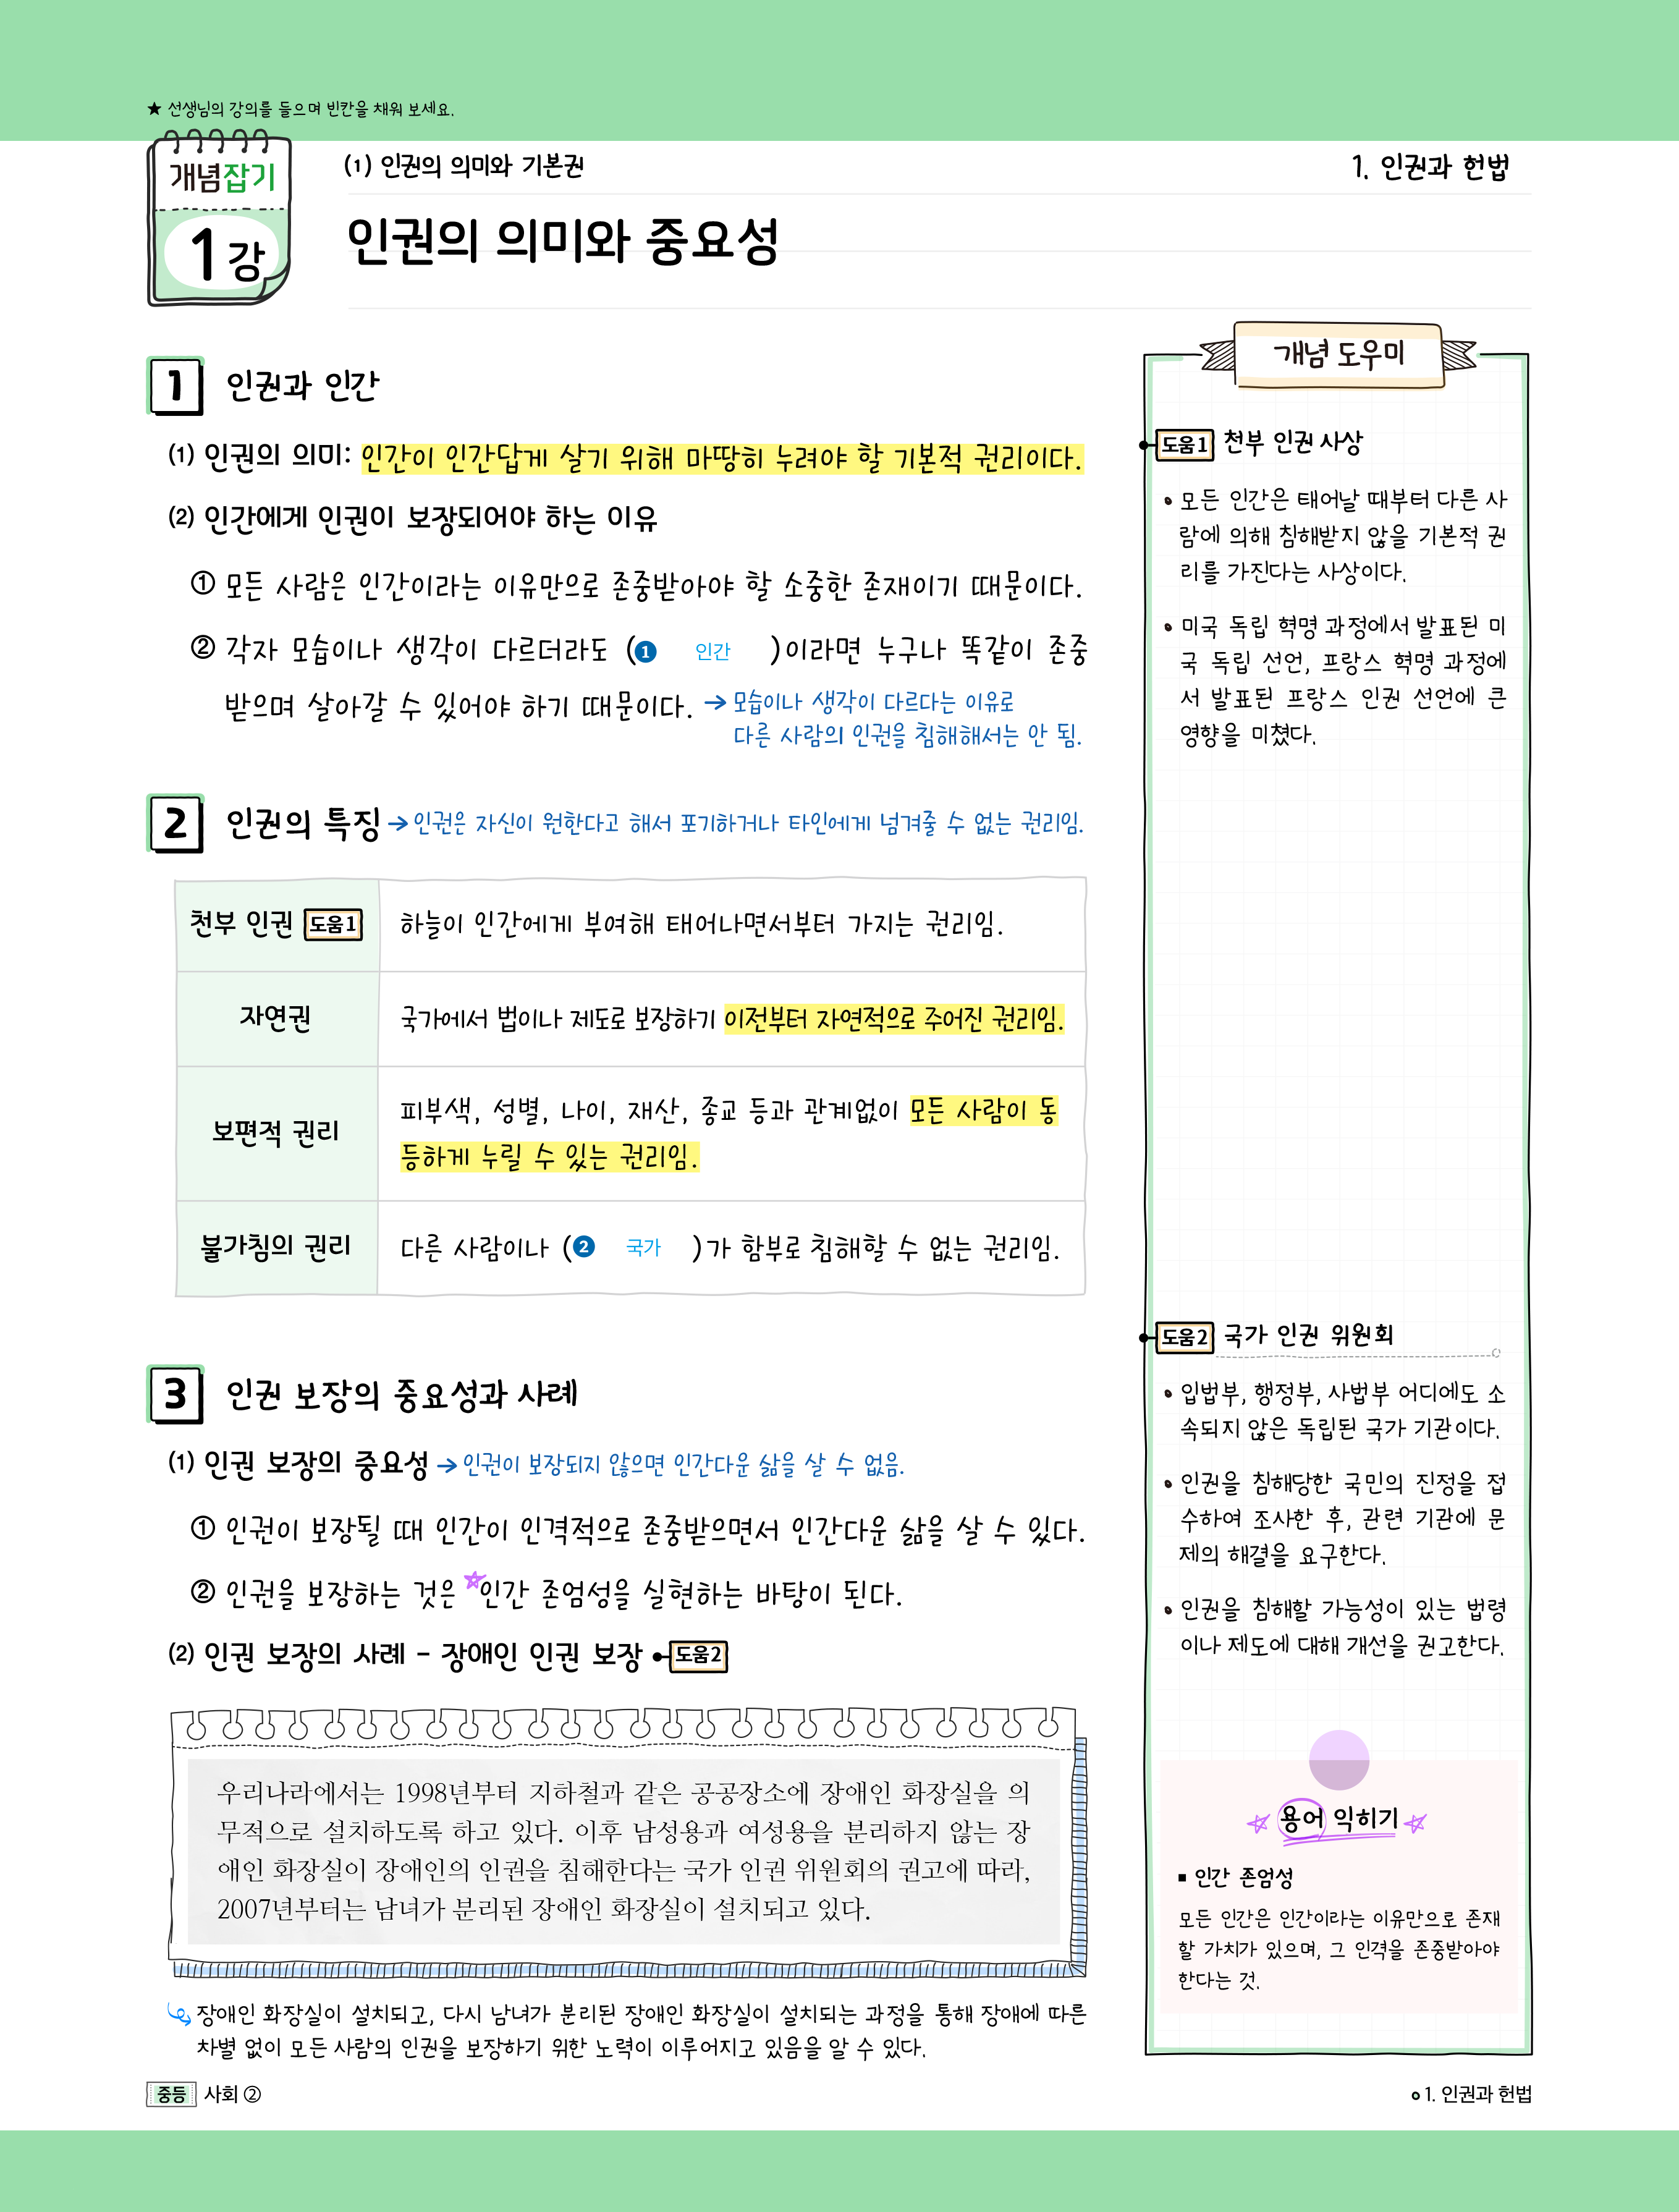 ★ 선생님의 강의를 들으며 빈칸을 채워 보세요.
개념잡기
1강
(1) 인권의 의미와 기본권
1. 인권과 헌법
인권의 의미와 중요성
1 인권과 인간
(1) 인권의 의미: 인간이 인간답게 살기 위해 마땅히 누려야 할 기본적 권리이다.
(2) 인간에게 인권이 보장되어야 하는 이유
① 모든 사람은 인간이라는 이유만으로 존중받아야 할 소중한 존재이기 때문이다.
② 각자 모습이나 생각이 다르더라도 (❶ 인간 )이라면 누구나 똑같이 존중
받으며 살아갈 수 있어야 하기 때문이다. → 모습이나 생각이 다르다는 이유로
다른 사람의 인권을 침해해서는 안 됨.
2 인권의 특징 → 인권은 자신이 원한다고 해서 포기하거나 타인에게 넘겨줄 수 없는 권리임.
천부 인권 도움1 하늘이 인간에게 부여해 태어나면서부터 가지는 권리임.
자연권 국가에서 법이나 제도로 보장하기 이전부터 자연적으로 주어진 권리임.
보편적 권리 피부색, 성별, 나이, 재산, 종교 등과 관계없이 모든 사람이 동
등하게 누릴 수 있는 권리임.
불가침의 권리 다른 사람이나 (❷ 국가 )가 함부로 침해할 수 없는 권리임.
3 인권 보장의 중요성과 사례
(1) 인권 보장의 중요성 → 인권이 보장되지 않으면 인간다운 삶을 살 수 없음.
① 인권이 보장될 때 인간이 인격적으로 존중받으면서 인간다운 삶을 살 수 있다.
② 인권을 보장하는 것은 인간 존엄성을 실현하는 바탕이 된다.
(2) 인권 보장의 사례 - 장애인 인권 보장 도움2
우리나라에서는 1998년부터 지하철과 같은 공공장소에 장애인 화장실을 의
무적으로 설치하도록 하고 있다. 이후 남성용과 여성용을 분리하지 않는 장
애인 화장실이 장애인의 인권을 침해한다는 국가 인권 위원회의 권고에 따라,
2007년부터는 남녀가 분리된 장애인 화장실이 설치되고 있다.
장애인 화장실이 설치되고, 다시 남녀가 분리된 장애인 화장실이 설치되는 과정을 통해 장애에 따른
차별 없이 모든 사람의 인권을 보장하기 위한 노력이 이루어지고 있음을 알 수 있다.
개념 도우미
도움1 천부 인권 사상
• 모든 인간은 태어날 때부터 다른 사
람에 의해 침해받지 않을 기본적 권
리를 가진다는 사상이다.
• 미국 독립 혁명 과정에서 발표된 미
국 독립 선언, 프랑스 혁명 과정에
서 발표된 프랑스 인권 선언에 큰
영향을 미쳤다.
도움2 국가 인권 위원회
• 입법부, 행정부, 사법부 어디에도 소
속되지 않은 독립된 국가 기관이다.
• 인권을 침해당한 국민의 진정을 접
수하여 조사한 후, 관련 기관에 문
제의 해결을 요구한다.
• 인권을 침해할 가능성이 있는 법령
이나 제도에 대해 개선을 권고한다.
용어 익히기
■ 인간 존엄성
모든 인간은 인간이라는 이유만으로 존재
할 가치가 있으며, 그 인격을 존중받아야
한다는 것.
중등 사회 ②
1. 인권과 헌법